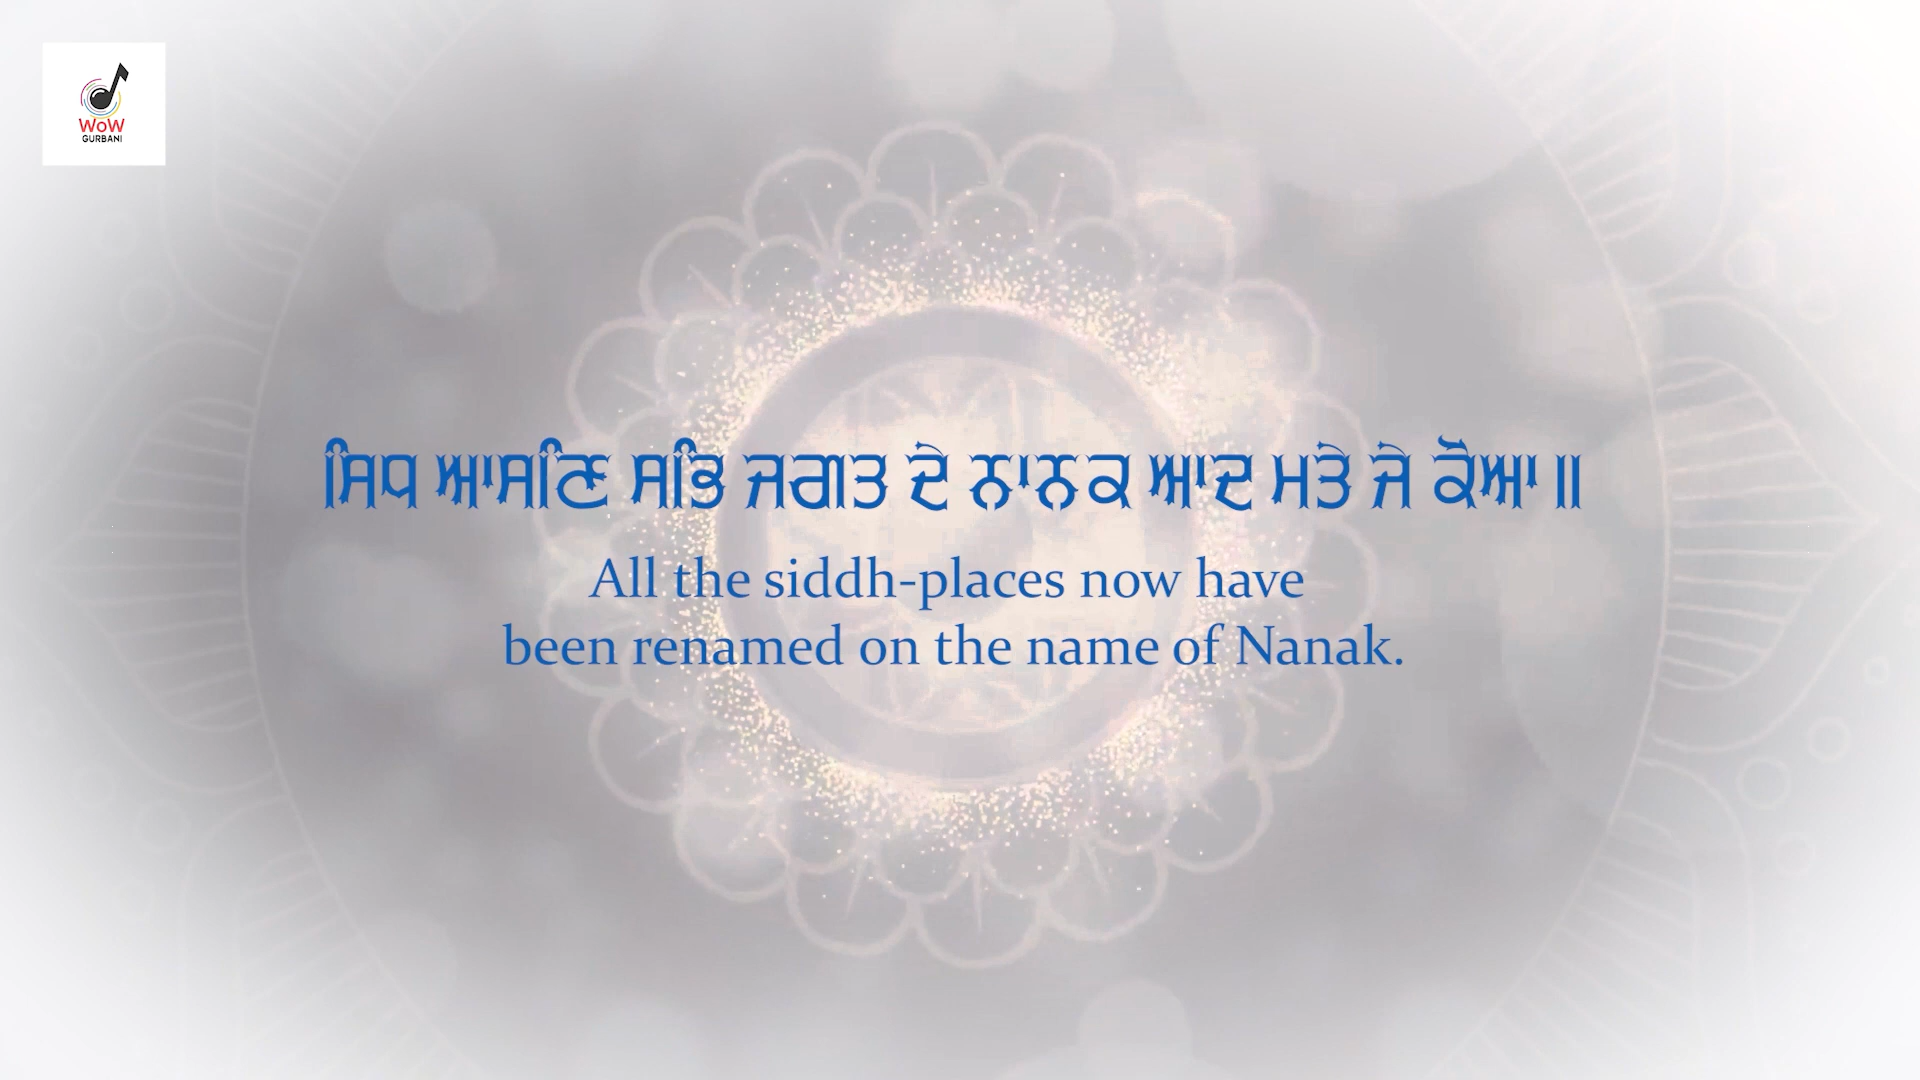 WoW
GURBANI
ਸਿਧ ਆਸਣਿ ਸਭਿ ਜਗਤ ਦੇ ਨਾਨਕ ਆਦ ਮਤੇ ਜੇ ਕੋਆ ॥
All the siddh-places now have
been renamed on the name of Nanak.